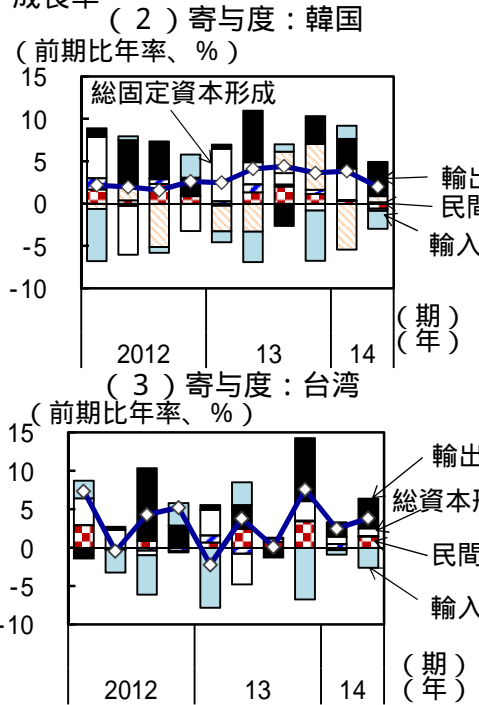 成長率
（２）寄与度：韓国
（前期比年率、％）
15
10
5
0
-5
-10
総固定資本形成
輸出
民間
輸入
2012
13
14
（期）
（年）
（３）寄与度：台湾
（前期比年率、％）
15
10
5
0
-5
-10
輸出
総資本形
民間
輸入
2012
13
14
（期）
（年）